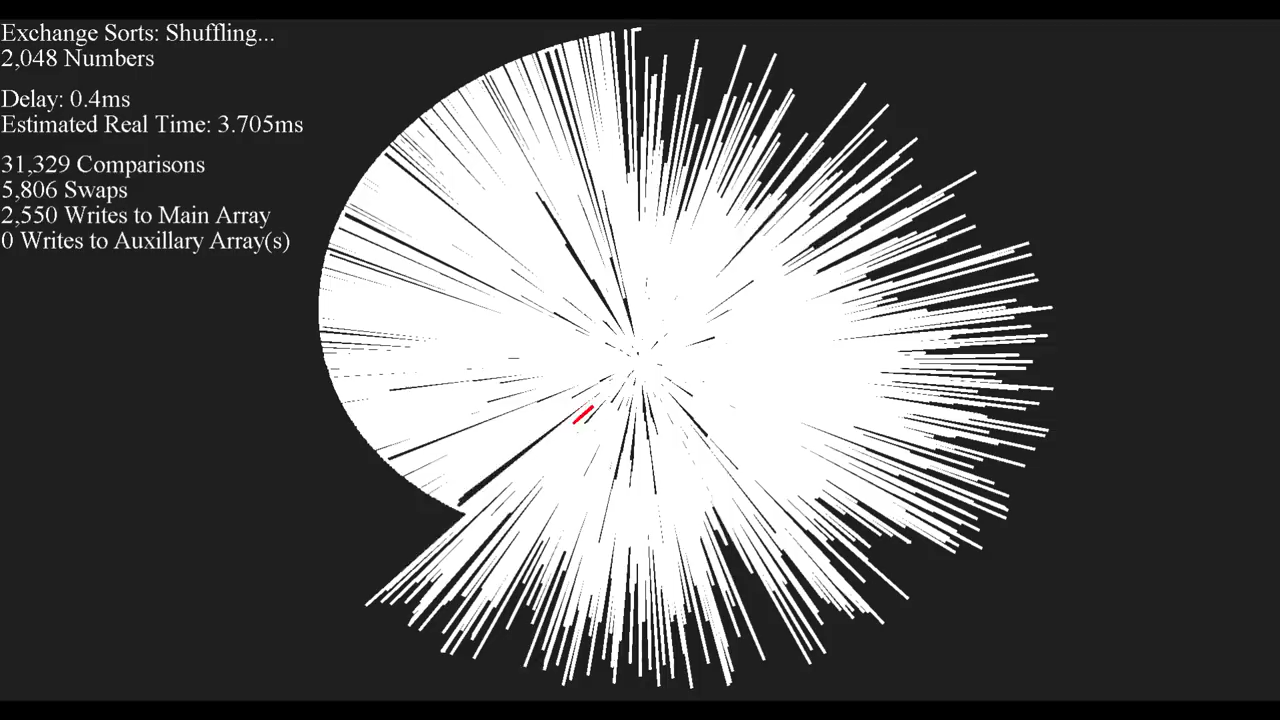 Exchange Sorts: Shuffling...
2,048 Numbers
Delay: 0.4ms
Estimated Real Time: 3.705ms
31,329 Comparisons
5,806 Swaps
2,550 Writes to Main Array
0 Writes to Auxillary Array(s)